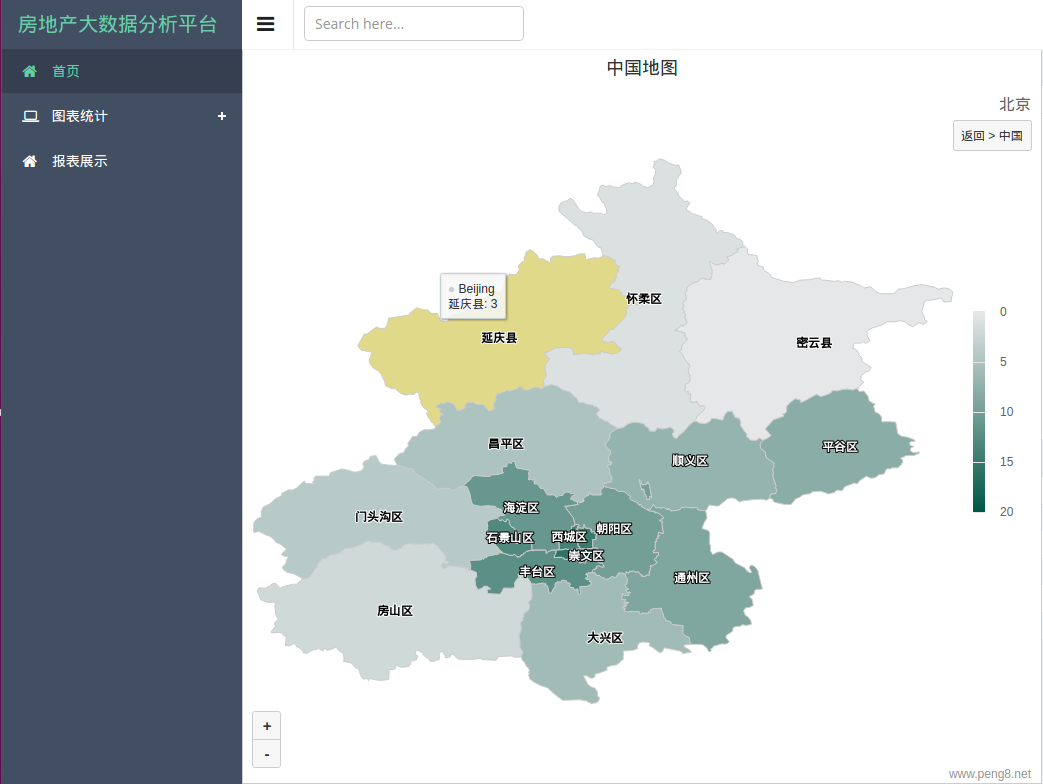 房地产大数据分析平台
Search here...
首页
图表统计
+
报表展示
中国地图
北京
返回 > 中国
Beijing
延庆县: 3
怀柔区
延庆县
密云县
昌平区
顺义区
平谷区
海淀区
门头沟区
朝阳区
石景山区
西城区
崇文区
丰台区
通州区
房山区
大兴区
0
5
10
15
20
+
-
www.peng8.net